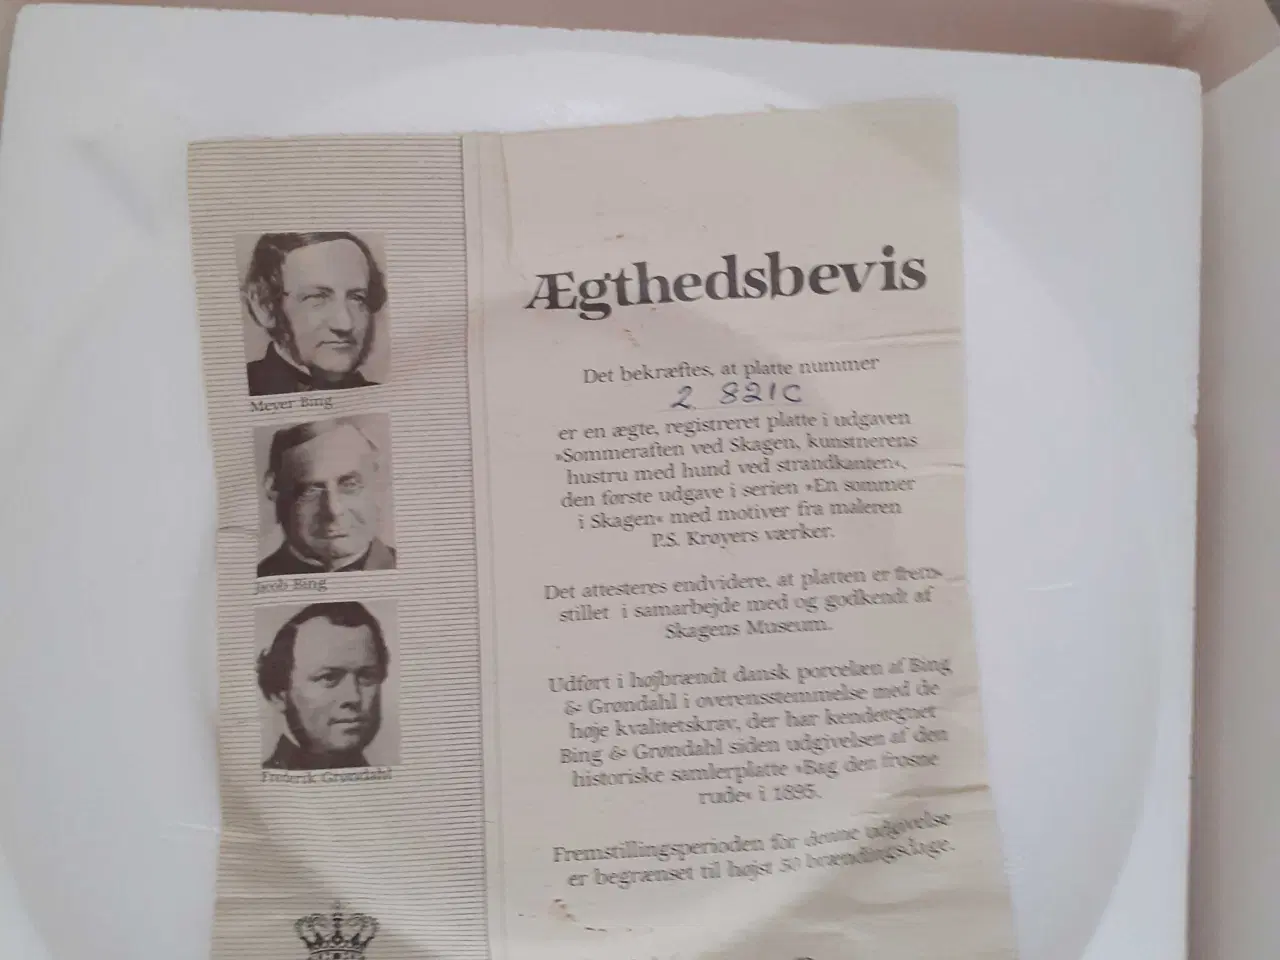 Meyer Bing
Jacob Bing
Frederik Grøndahl
Ægthedsbevis
Det bekræftes, at platte nummer
2 821C
er en ægte, registreret platte i udgaven
»Sommeraften ved Skagen, kunstnerens
hustru med hund ved strandkanten«,
den første udgave i serien »En sommer
i Skagen« med motiver fra maleren
P.S. Krøyers værker.
Det attesteres endvidere, at platten er frem-
stillet i samarbejde med og godkendt af
Skagens Museum.
Udført i højbrændt dansk porcelæn af Bing
& Grøndahl i overensstemmelse med de
høje kvalitetskrav, der har kendetegnet
Bing & Grøndahl siden udgivelsen af den
historiske samlerplatte »Bag den frosne
rude« i 1895.
Fremstillingsperioden for denne udgivelse
er begrænset til højst 50 brændingsdage.